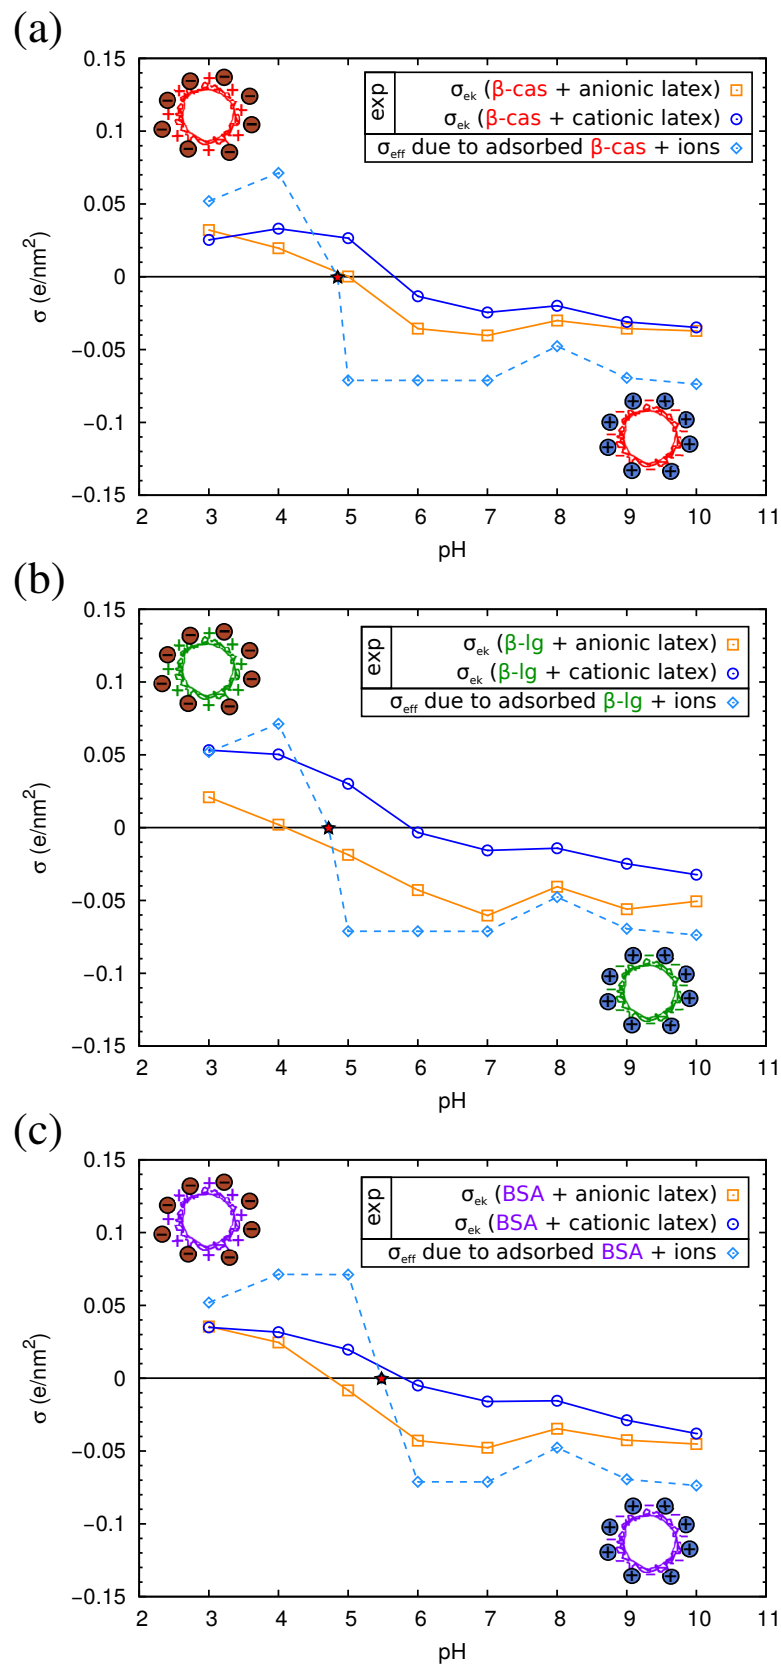 (a)
0.15
0.1
0.05
0
−0.05
−0.1
−0.15
σ (e/nm²)
exp
σek (β-cas + anionic latex)
σek (β-cas + cationic latex)
σeff due to adsorbed β-cas + ions
2 3 4 5 6 7 8 9 10 11
pH
(b)
0.15
0.1
0.05
0
−0.05
−0.1
−0.15
σ (e/nm²)
exp
σek (β-lg + anionic latex)
σek (β-lg + cationic latex)
σeff due to adsorbed β-lg + ions
2 3 4 5 6 7 8 9 10 11
pH
(c)
0.15
0.1
0.05
0
−0.05
−0.1
−0.15
σ (e/nm²)
exp
σek (BSA + anionic latex)
σek (BSA + cationic latex)
σeff due to adsorbed BSA + ions
2 3 4 5 6 7 8 9 10 11
pH